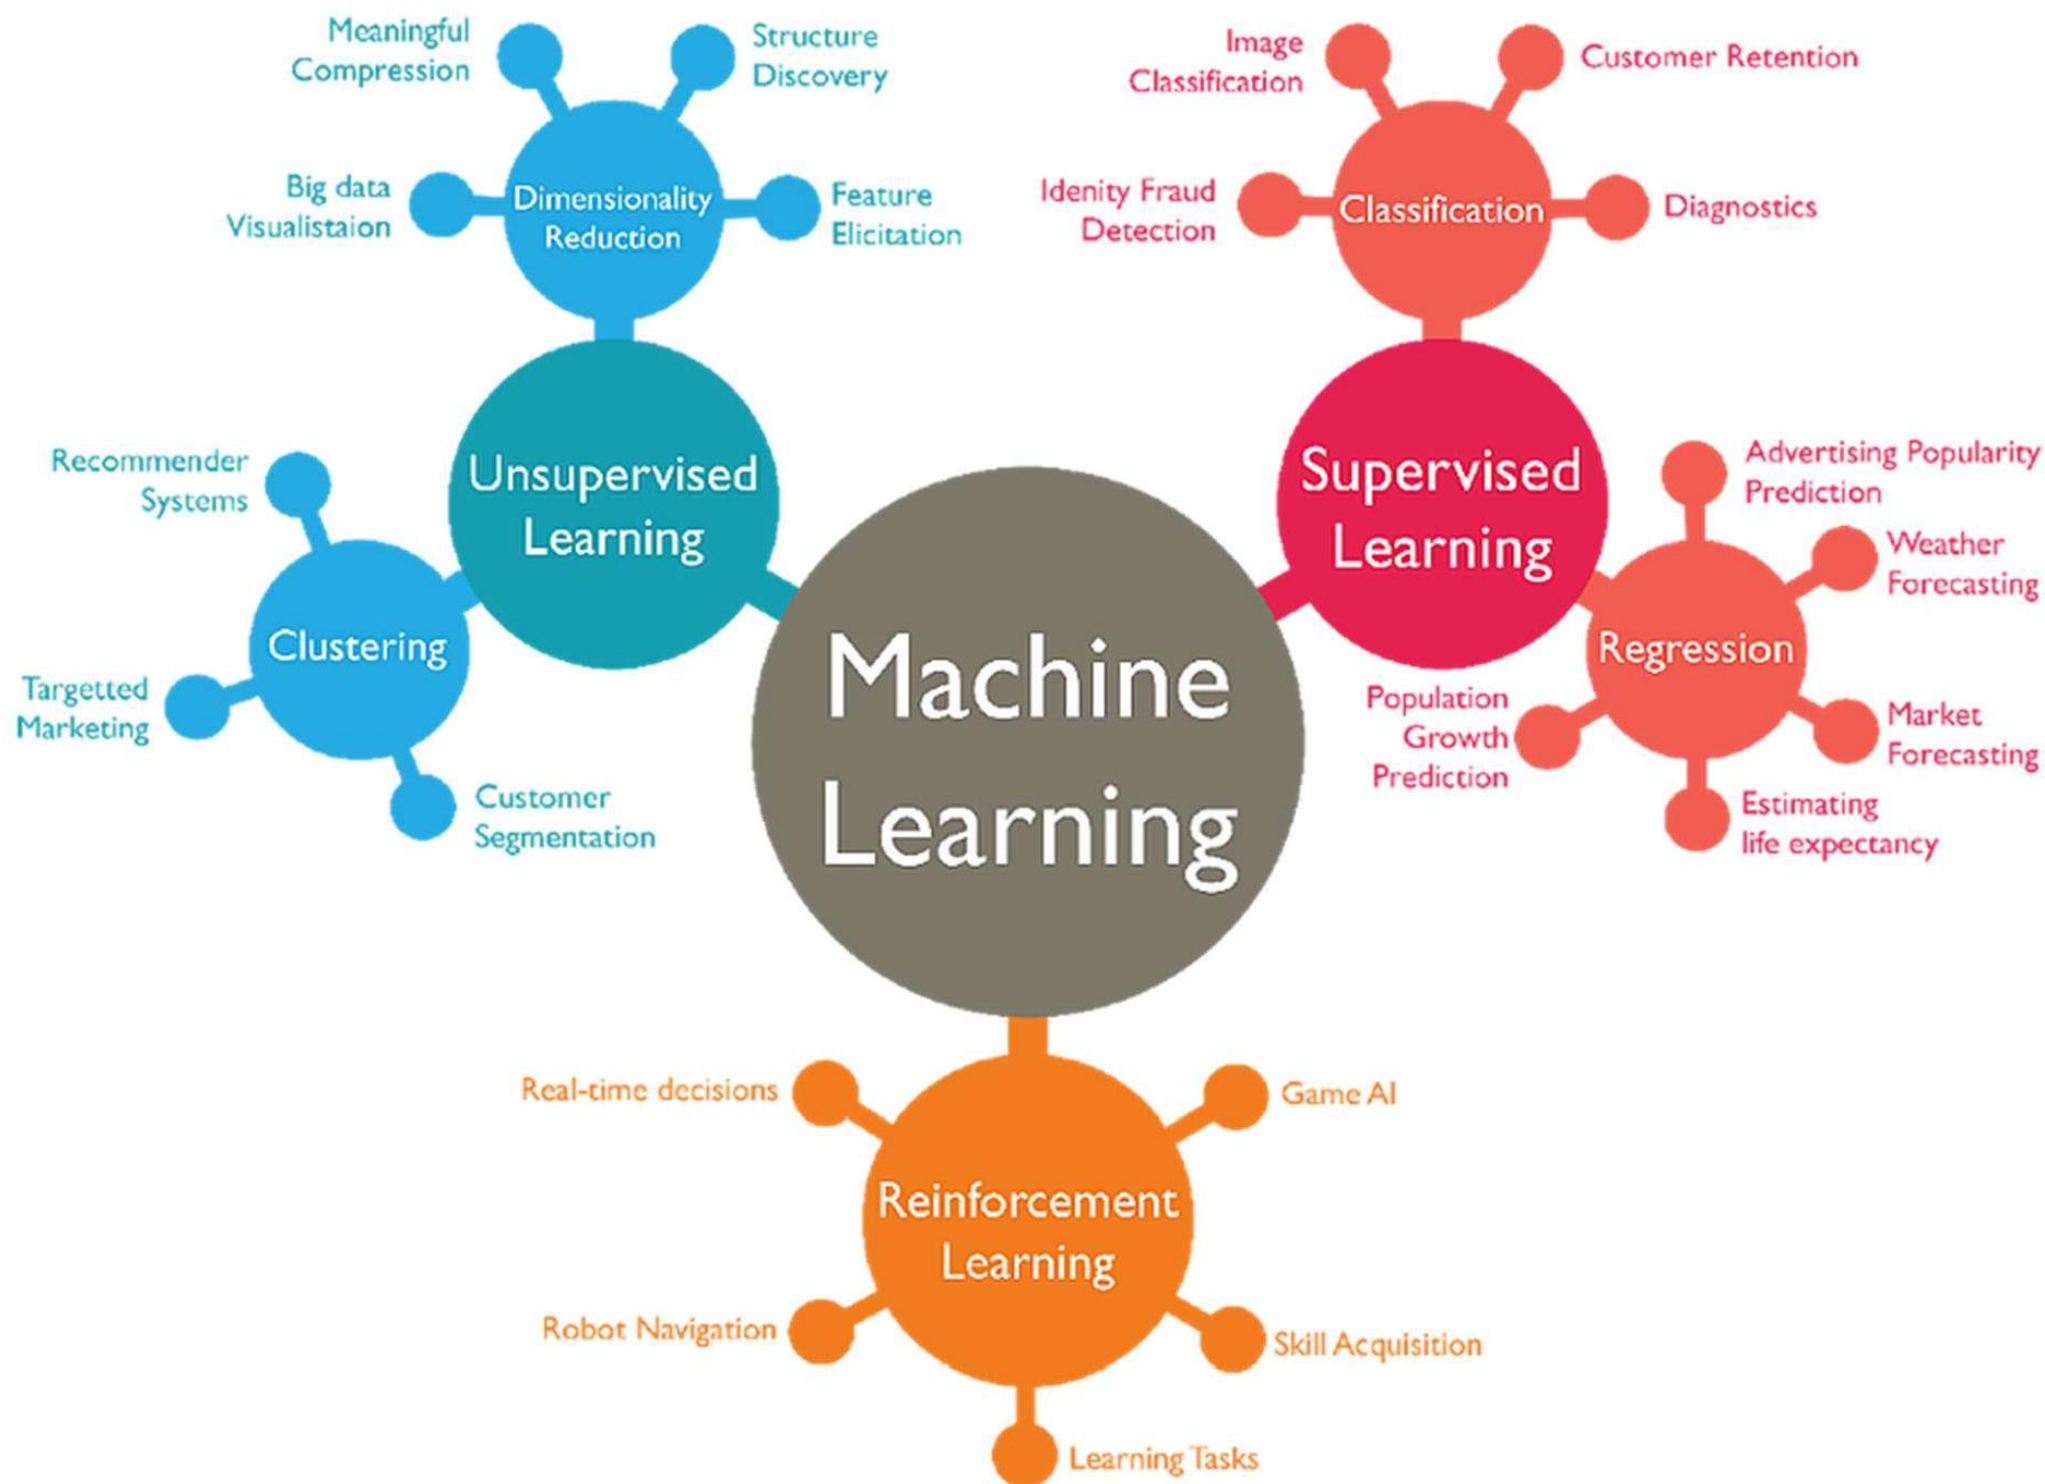 Meaningful
Compression
Structure
Discovery
Big data
Visualistaion
Dimensionality
Reduction
Feature
Elicitation
Image
Classification
Customer Retention
Idenity Fraud
Detection
Classification
Diagnostics
Unsupervised
Learning
Recommender
Systems
Clustering
Targetted
Marketing
Customer
Segmentation
Machine
Learning
Supervised
Learning
Advertising Popularity
Prediction
Weather
Forecasting
Regression
Population
Growth
Prediction
Market
Forecasting
Estimating
life expectancy
Real-time decisions
Game AI
Reinforcement
Learning
Robot Navigation
Skill Acquisition
Learning Tasks